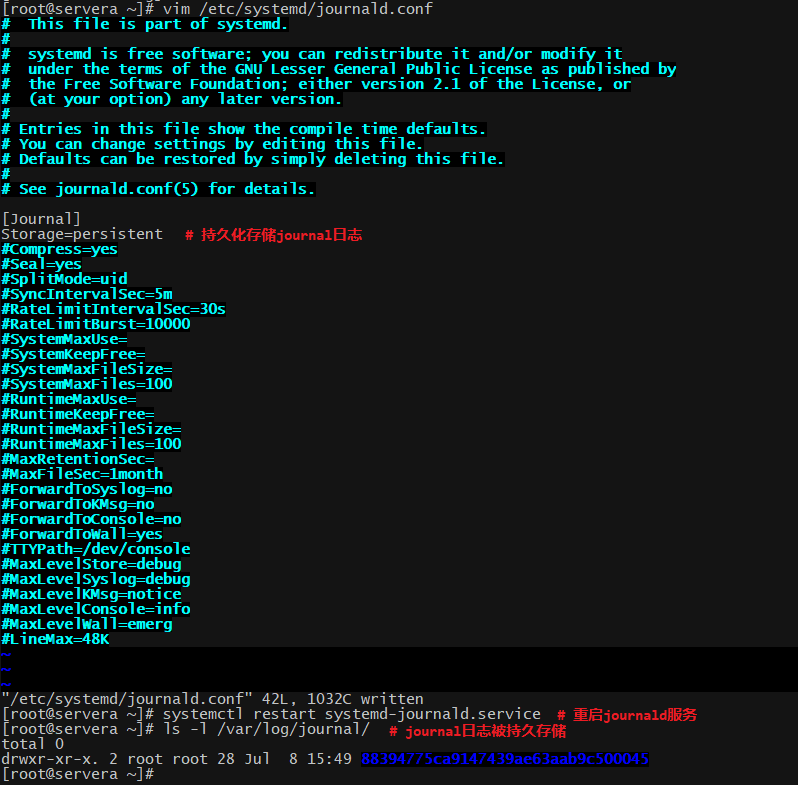 [root@servera ~]# vim /etc/systemd/journald.conf
#  This file is part of systemd.
#
#  systemd is free software; you can redistribute it and/or modify it
#  under the terms of the GNU Lesser General Public License as published by
#  the Free Software Foundation; either version 2.1 of the License, or
#  (at your option) any later version.
#
# Entries in this file show the compile time defaults.
# You can change settings by editing this file.
# Defaults can be restored by simply deleting this file.
#
# See journald.conf(5) for details.

[Journal]
Storage=persistent  # 持久化存储journal日志
#Compress=yes
#Seal=yes
#SplitMode=uid
#SyncIntervalSec=5m
#RateLimitIntervalSec=30s
#RateLimitBurst=10000
#SystemMaxUse=
#SystemKeepFree=
#SystemMaxFileSize=
#SystemMaxFiles=100
#RuntimeMaxUse=
#RuntimeKeepFree=
#RuntimeMaxFileSize=
#RuntimeMaxFiles=100
#MaxRetentionSec=
#MaxFileSec=1month
#ForwardToSyslog=no
#ForwardToKMsg=no
#ForwardToConsole=no
#ForwardToWall=yes
#TTYPath=/dev/console
#MaxLevelStore=debug
#MaxLevelSyslog=debug
#MaxLevelKMsg=notice
#MaxLevelConsole=info
#MaxLevelWall=emerg
#LineMax=48K
~
~
~
"/etc/systemd/journald.conf" 42L, 1032C written
[root@servera ~]# systemctl restart systemd-journald.service  # 重启journald服务
[root@servera ~]# ls -l /var/log/journal/  # journal日志被持久存储
total 0
drwxr-xr-x. 2 root root 28 Jul  8 15:49 88394775ca9147439ae63aab9c500045
[root@servera ~]#